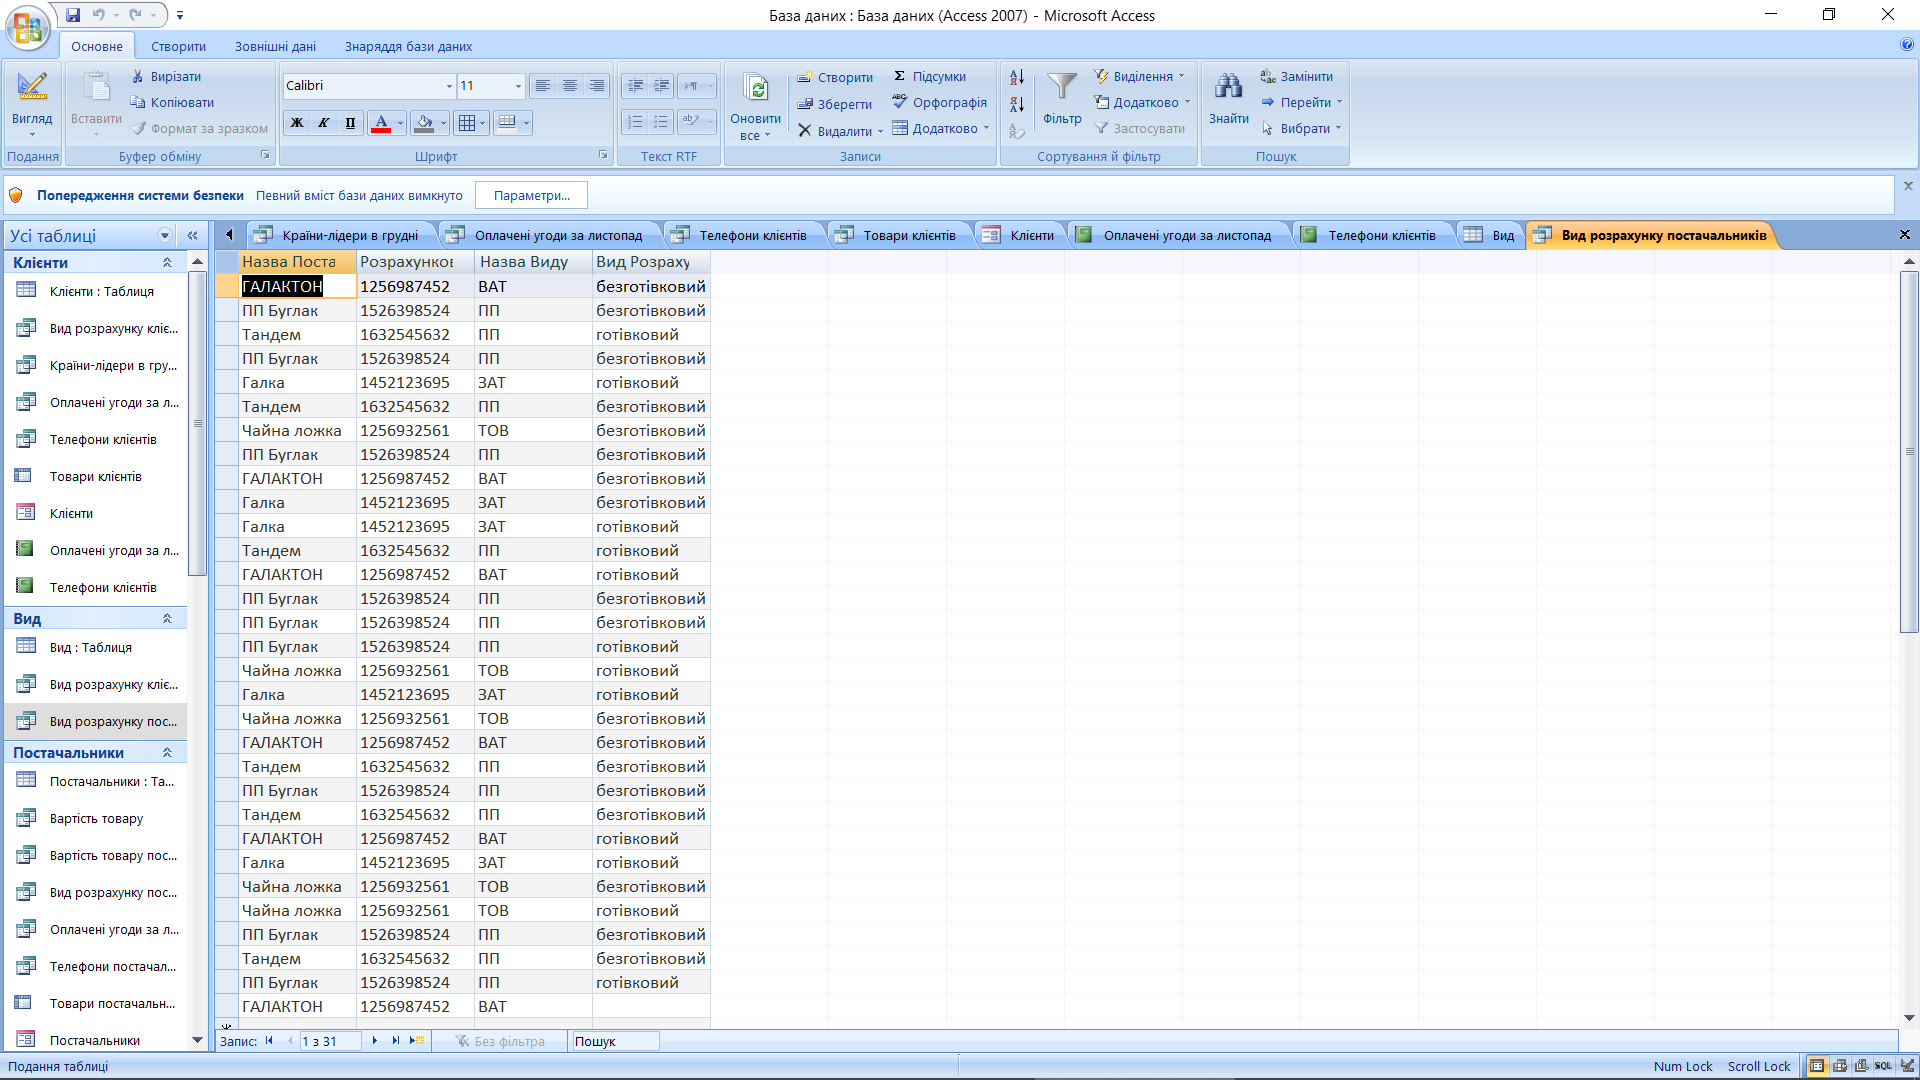 База даних : База даних (Access 2007) - Microsoft Access
Основне Створити Зовнішні дані Знаряддя бази даних
Вигляд
Подання
Вставити
Вирізати
Копіювати
Формат за зразком
Буфер обміну
Calibri 11
Ж К П
Шрифт
Текст RTF
Оновити все
Створити
Зберегти
Видалити
Підсумки
Орфографія
Додатково
Записи
Фільтр
Виділення
Додатково
Застосувати
Сортування й фільтр
Знайти
Замінити
Перейти
Вибрати
Пошук
Попередження системи безпеки Певний вміст бази даних вимкнуто Параметри...
Усі таблиці
Клієнти
Клієнти : Таблиця
Вид розрахунку кліє...
Країни-лідери в гру...
Оплачені угоди за л...
Телефони клієнтів
Товари клієнтів
Клієнти
Оплачені угоди за л...
Телефони клієнтів
Вид
Вид : Таблиця
Вид розрахунку кліє...
Вид розрахунку пос...
Постачальники
Постачальники : Та...
Вартість товару
Вартість товару пос...
Вид розрахунку пос...
Оплачені угоди за л...
Телефони постачал...
Товари постачальн...
Постачальники
Країни-лідери в грудні Оплачені угоди за листопад Телефони клієнтів Товари клієнтів Клієнти Оплачені угоди за листопад Телефони клієнтів Вид Вид розрахунку постачальників
Назва Поста Розрахунков Назва Виду Вид Розраху
ГАЛАКТОН 1256987452 ВАТ безготівковий
ПП Буглак 1526398524 ПП безготівковий
Тандем 1632545632 ПП готівковий
ПП Буглак 1526398524 ПП безготівковий
Галка 1452123695 ЗАТ готівковий
Тандем 1632545632 ПП безготівковий
Чайна ложка 1256932561 ТОВ безготівковий
ПП Буглак 1526398524 ПП безготівковий
ГАЛАКТОН 1256987452 ВАТ безготівковий
Галка 1452123695 ЗАТ безготівковий
Галка 1452123695 ЗАТ готівковий
Тандем 1632545632 ПП готівковий
ГАЛАКТОН 1256987452 ВАТ готівковий
ПП Буглак 1526398524 ПП безготівковий
ПП Буглак 1526398524 ПП безготівковий
ПП Буглак 1526398524 ПП готівковий
Чайна ложка 1256932561 ТОВ готівковий
Галка 1452123695 ЗАТ готівковий
Чайна ложка 1256932561 ТОВ безготівковий
ГАЛАКТОН 1256987452 ВАТ безготівковий
Тандем 1632545632 ПП безготівковий
ПП Буглак 1526398524 ПП безготівковий
Тандем 1632545632 ПП безготівковий
ГАЛАКТОН 1256987452 ВАТ готівковий
Галка 1452123695 ЗАТ готівковий
Чайна ложка 1256932561 ТОВ безготівковий
Чайна ложка 1256932561 ТОВ готівковий
ПП Буглак 1526398524 ПП безготівковий
Тандем 1632545632 ПП безготівковий
ПП Буглак 1526398524 ПП готівковий
ГАЛАКТОН 1256987452 ВАТ
Запис: 1 з 31 Без фільтра Пошук
Подання таблиці Num Lock Scroll Lock SQL